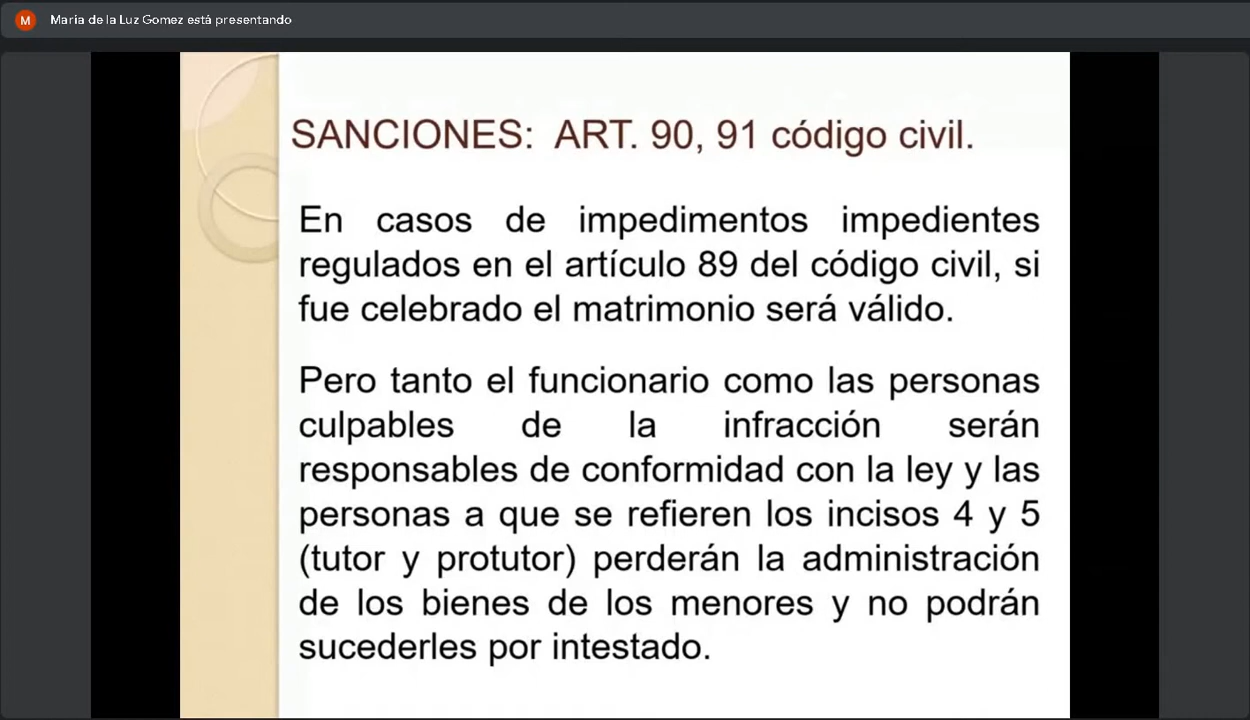 M
Maria de la Luz Gomez está presentando
SANCIONES: ART. 90, 91 código civil.
En casos de impedimentos impedientes
regulados en el artículo 89 del código civil, si
fue celebrado el matrimonio será válido.
Pero tanto el funcionario como las personas
culpables de la infracción serán
responsables de conformidad con la ley y las
personas a que se refieren los incisos 4 y 5
(tutor y protutor) perderán la administración
de los bienes de los menores y no podrán
sucederles por intestado.